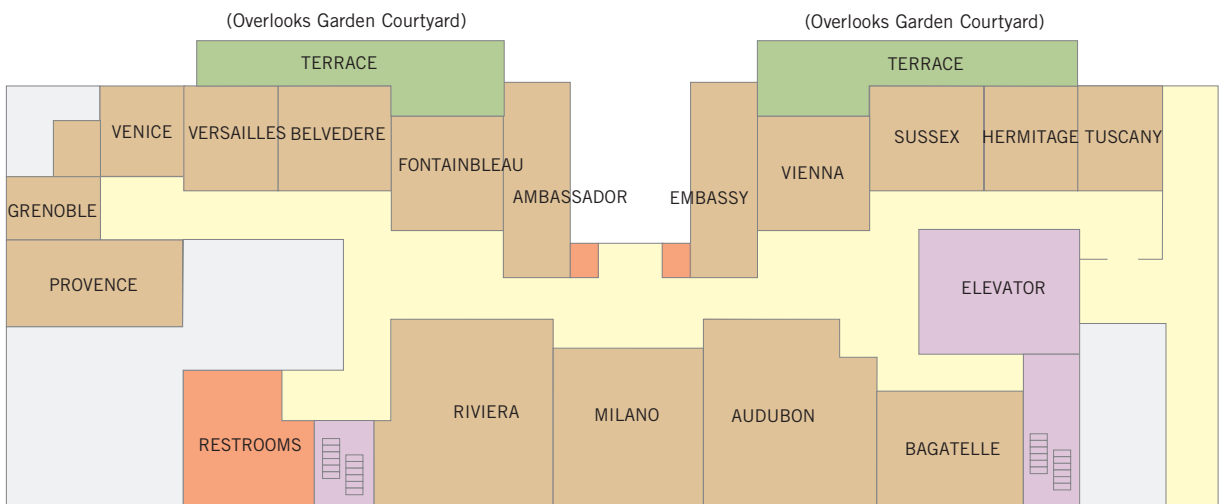 (Overlooks Garden Courtyard)
(Overlooks Garden Courtyard)
TERRACE
TERRACE
VENICE
VERSAILLES
BELVEDERE
FONTAINBLEAU
AMBASSADOR
EMBASSY
VIENNA
SUSSEX
HERMITAGE
TUSCANY
GRENOBLE
PROVENCE
ELEVATOR
RESTROOMS
RIVIERA
MILANO
AUDUBON
BAGATELLE